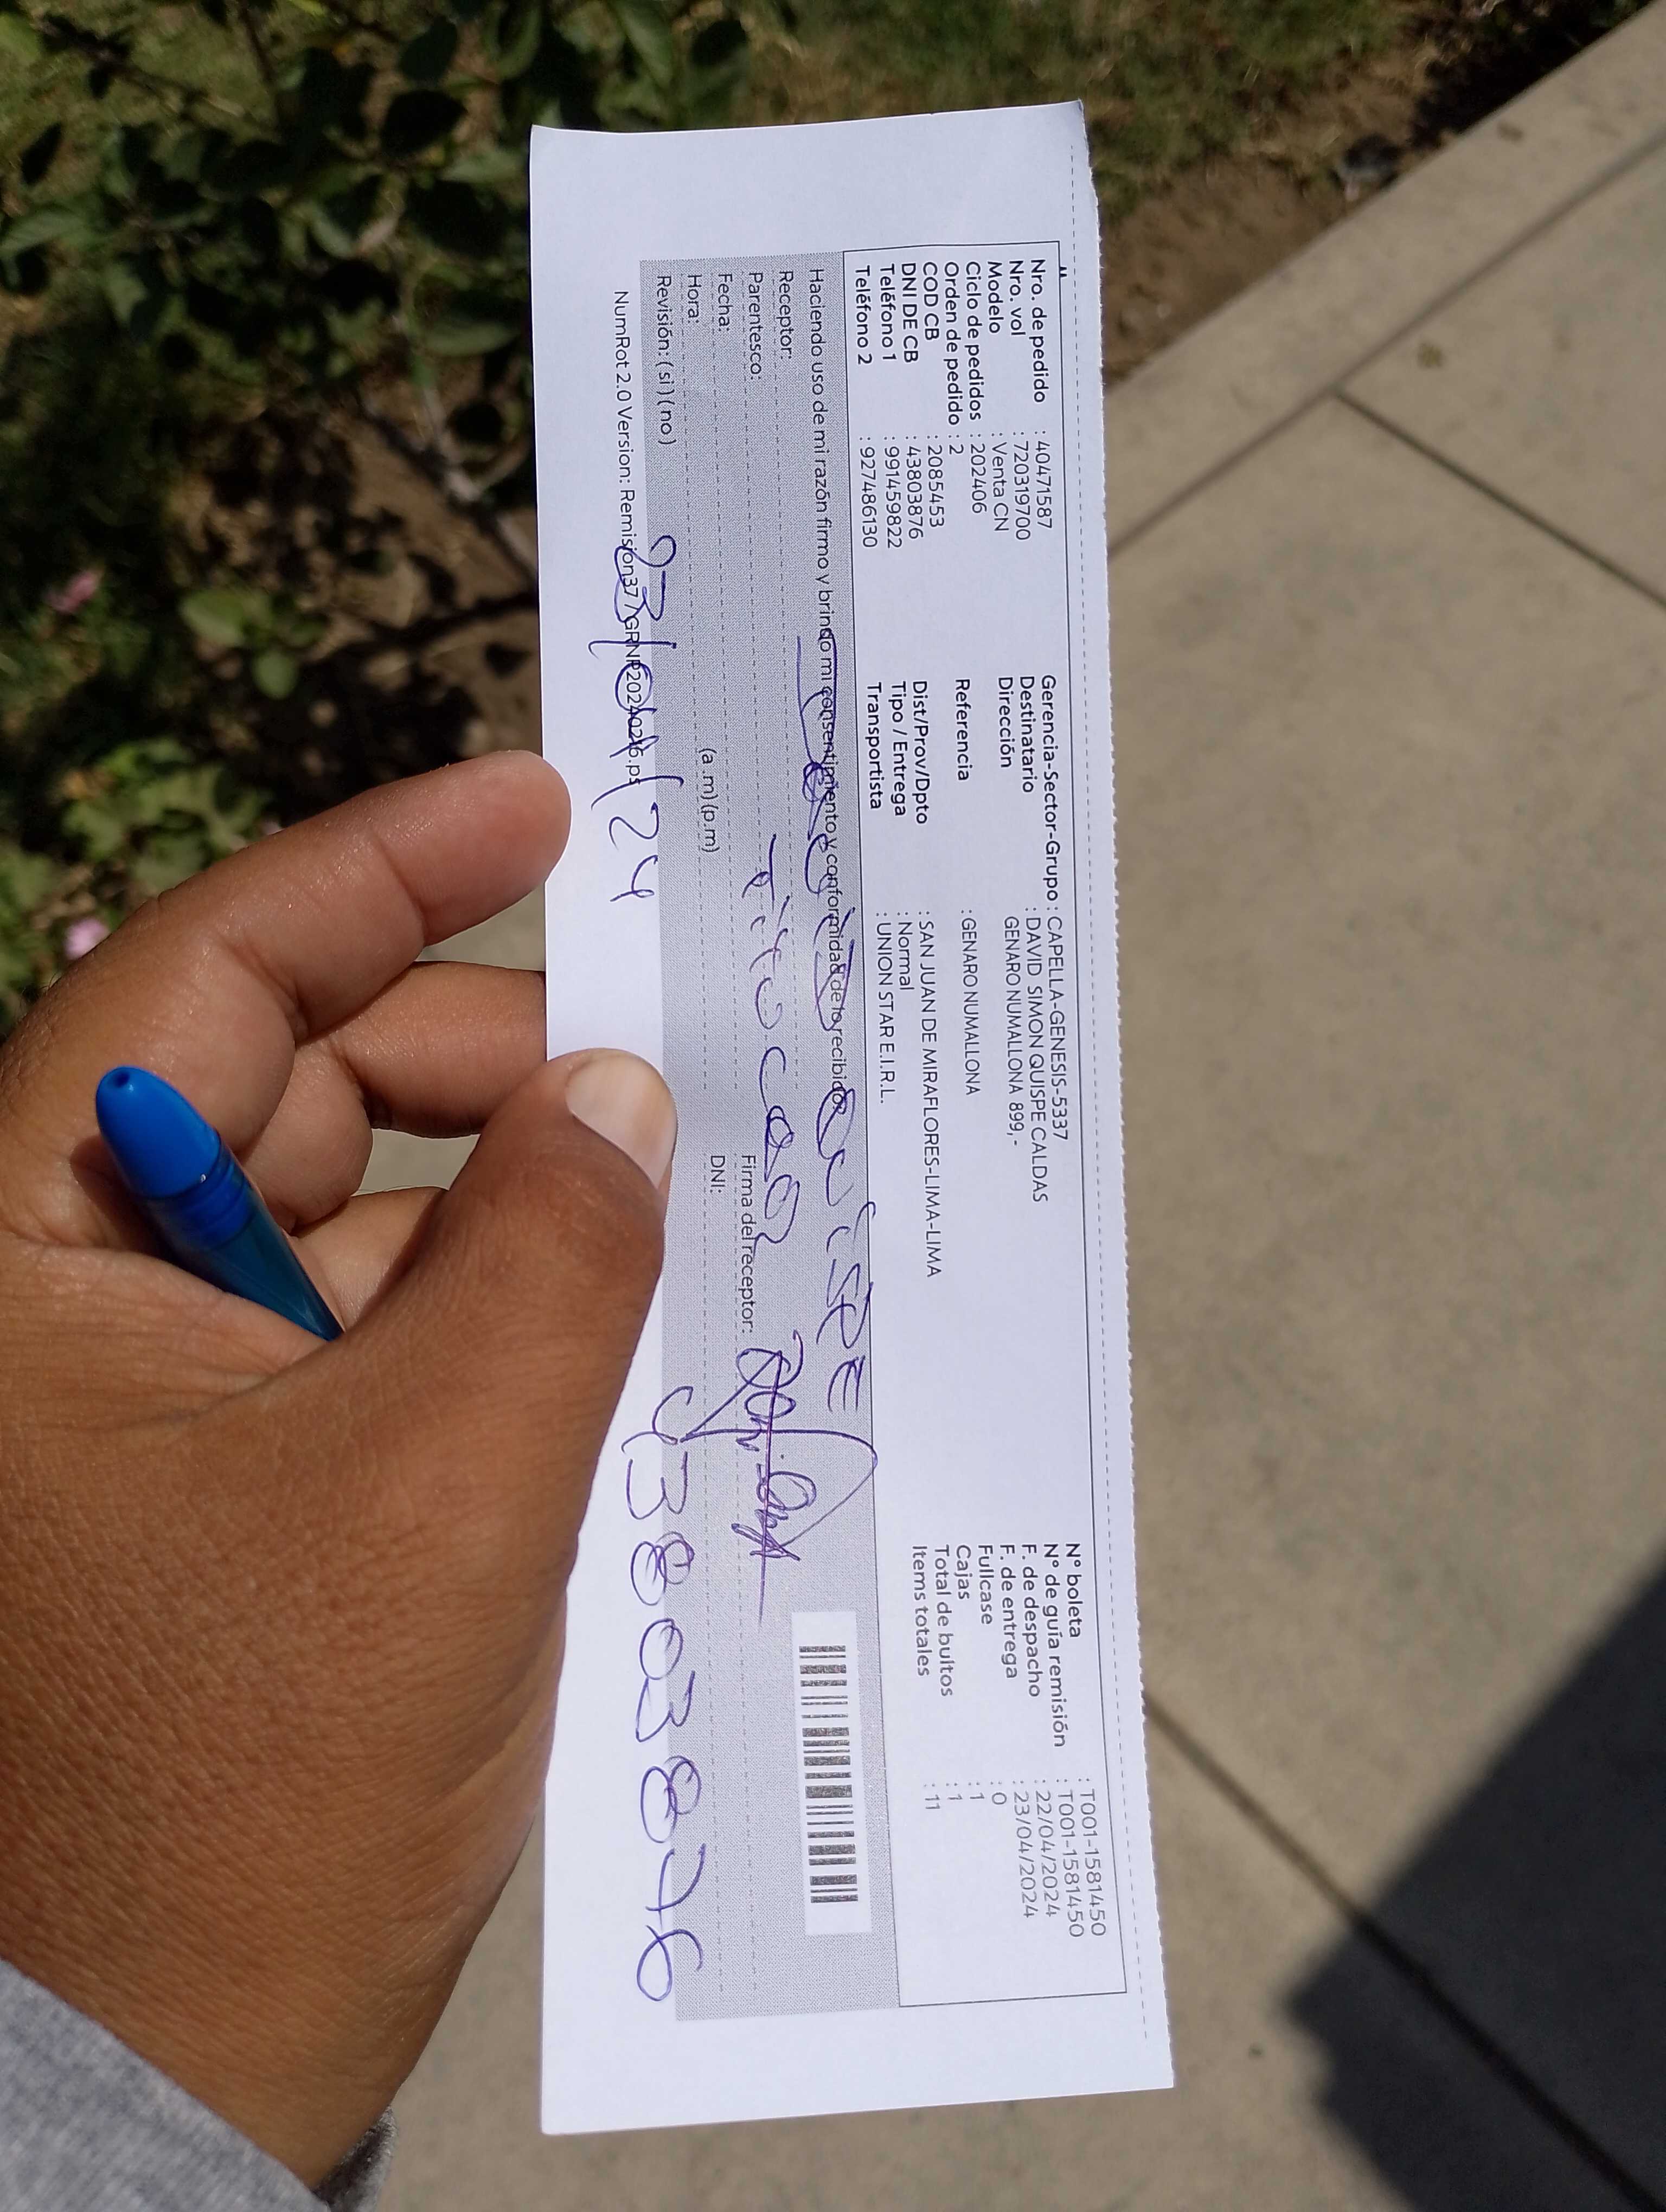 Nro. de pedido : 40471587
Nro. vol : 720319700
Modelo : Venta CN
Ciclo de pedidos : 202406
Orden de pedido : 2
COD CB : 2085453
DNI DE CB : 43803876
Teléfono 1 : 991459822
Teléfono 2 : 927486130
Gerencia-Sector-Grupo : CAPELLA-GENESIS-5337
Destinatario : DAVID SIMON QUISPE CALDAS
Dirección GENARO NUMALLONA 899,-
Referencia : GENARO NUMALLONA
Dist/Prov/Dpto : SAN JUAN DE MIRAFLORES-LIMA-LIMA
Tipo / Entrega : Normal
Transportista : UNION STAR E.I.R.L.
N° boleta : T001-1581450
N° de guía remisión : T001-1581450
F. de despacho : 22/04/2024
F. de entrega : 23/04/2024
Fullcase : 0
Cajas : 1
Total de bultos : 1
Items totales : 11
Haciendo uso de mi razón firmo y brindo mi consentimiento y conformidad de lo recibido:
Receptor: Quispe
Parentesco: Titocado
Fecha:
Hora: (a.m) (p.m)
Revisión: ( si ) ( no )
Firma del receptor:
DNI: 43803876
23/04/24